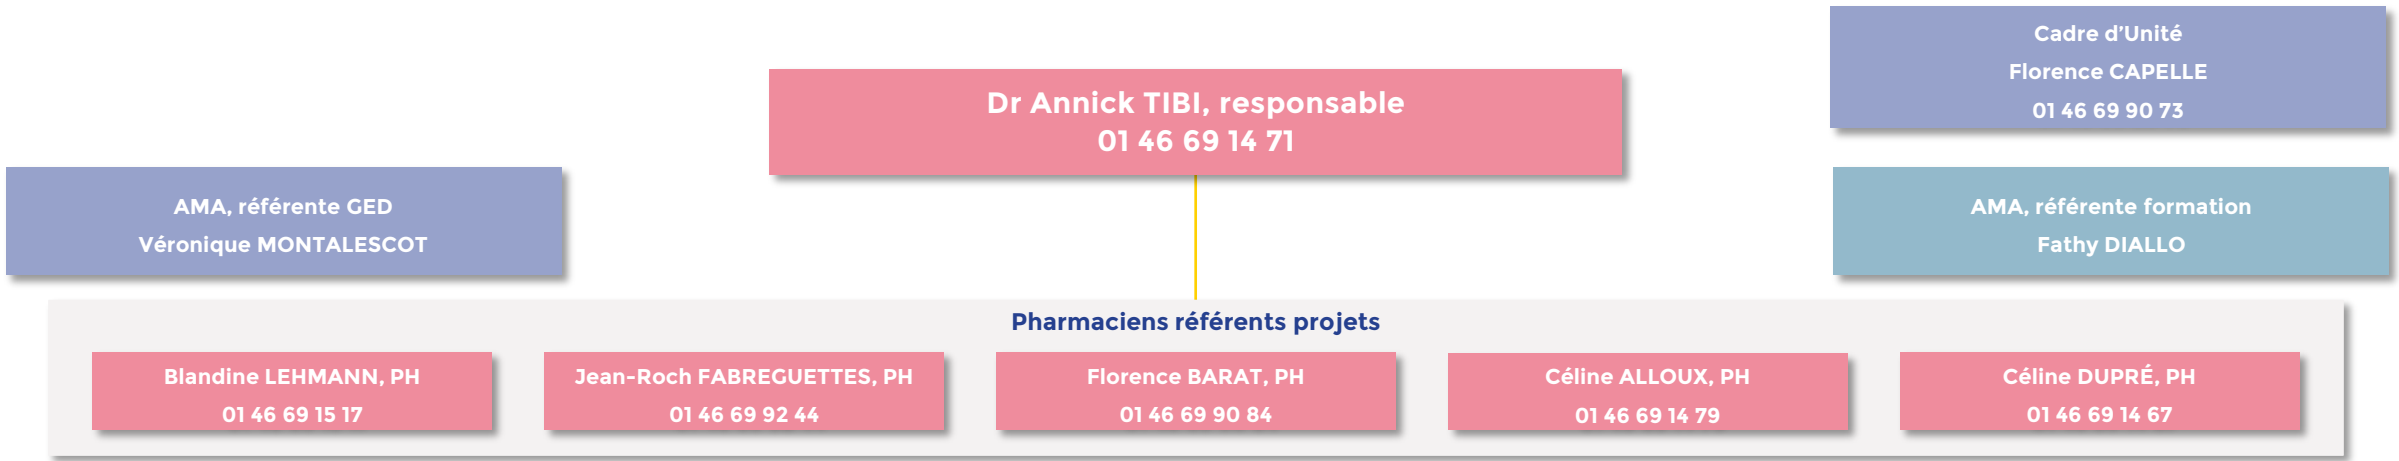 Cadre d'Unité
Florence CAPELLE
01 46 69 90 73
Dr Annick TIBI, responsable
01 46 69 14 71
AMA, référente GED
Véronique MONTALESCOT
AMA, référente formation
Fathy DIALLO
Pharmaciens référents projets
Blandine LEHMANN, PH
01 46 69 15 17
Jean-Roch FABREGUETTES, PH
01 46 69 92 44
Florence BARAT, PH
01 46 69 90 84
Céline ALLOUX, PH
01 46 69 14 79
Céline DUPRÉ, PH
01 46 69 14 67